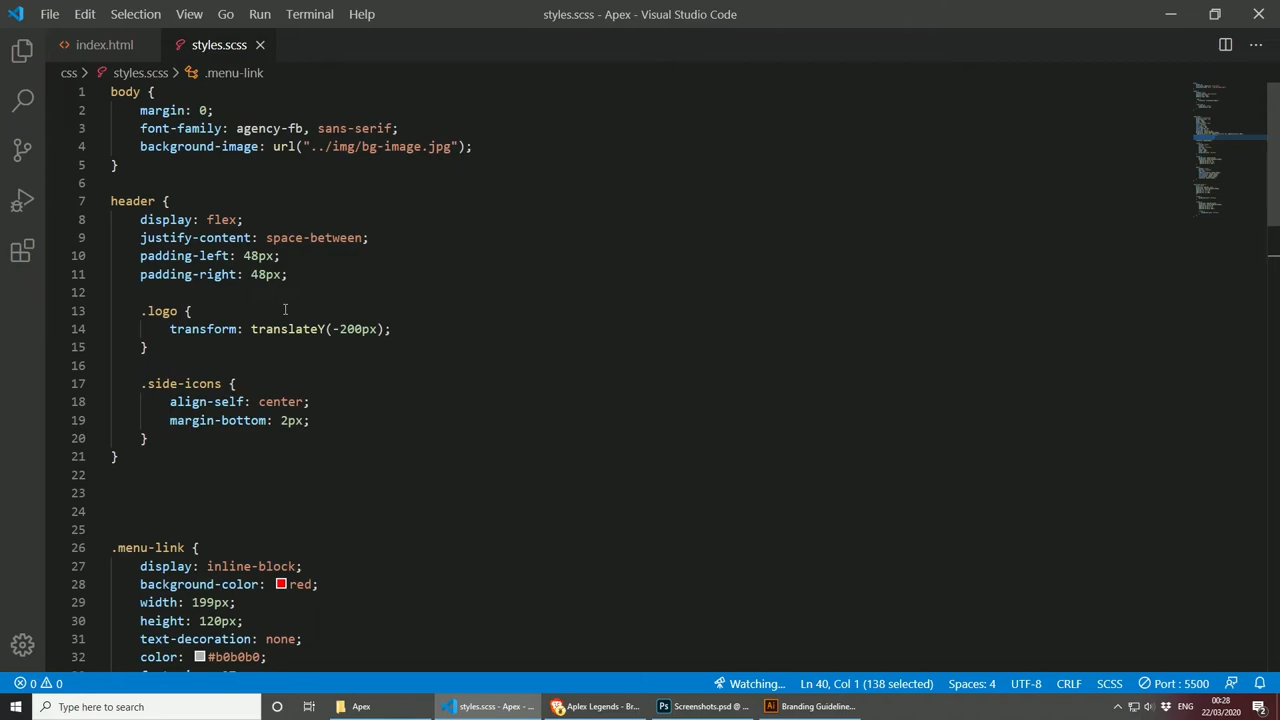 File Edit Selection View Go Run Terminal Help styles.scss - Apex - Visual Studio Code
index.html styles.scss
css > styles.scss > .menu-link
1 body {
2 margin: 0;
3 font-family: agency-fb, sans-serif;
4 background-image: url("../img/bg-image.jpg");
5 }
6
7 header {
8 display: flex;
9 justify-content: space-between;
10 padding-left: 48px;
11 padding-right: 48px;
12
13 .logo {
14 transform: translateY(-200px);
15 }
16
17 .side-icons {
18 align-self: center;
19 margin-bottom: 2px;
20 }
21 }
22
23
24
25
26 .menu-link {
27 display: inline-block;
28 background-color: red;
29 width: 199px;
30 height: 120px;
31 text-decoration: none;
32 color: #b0b0b0;
0 0 Watching... Ln 40, Col 1 (138 selected) Spaces: 4 UTF-8 CRLF SCSS Port : 5500
Type here to search Apex styles.scss - Apex - ... Aplex Legends - Br... Screenshots.psd @ ... Branding Guideline... ENG 00:28
22/03/2020